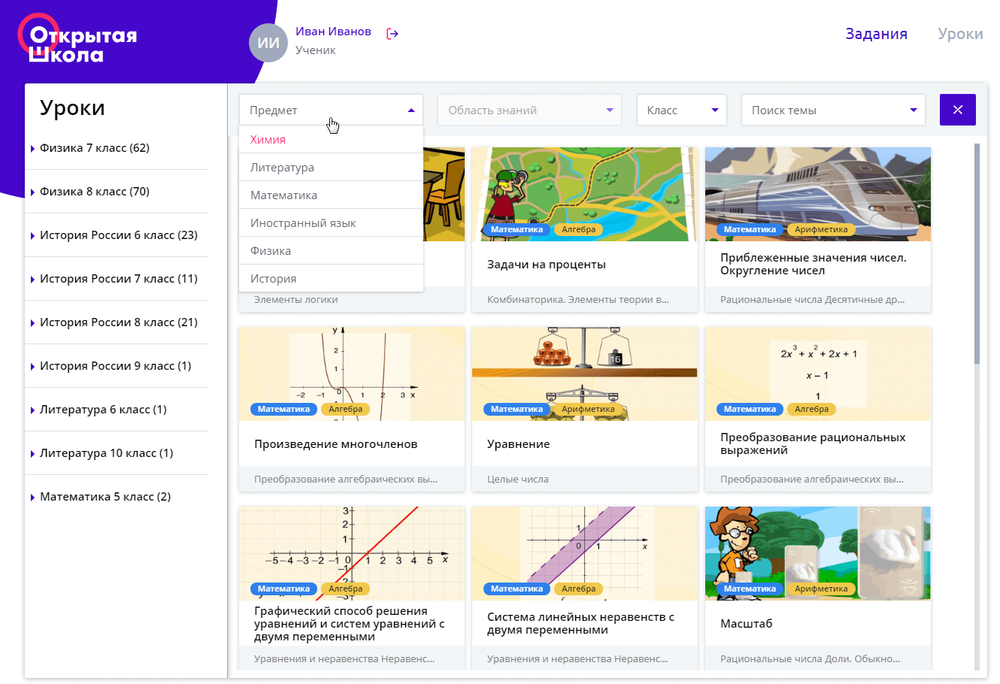 Открытая
Школа
ИИ
Иван Иванов
Ученик
Задания
Уроки
Уроки
Физика 7 класс (62)
Физика 8 класс (70)
История России 6 класс (23)
История России 7 класс (11)
История России 8 класс (21)
История России 9 класс (1)
Литература 6 класс (1)
Литература 10 класс (1)
Математика 5 класс (2)
Предмет
Область знаний
Класс
Поиск темы
Химия
Литература
Математика
Иностранный язык
Физика
История
Элементы логики
Математика Алгебра
Задачи на проценты
Комбинаторика. Элементы теории в...
Математика Арифметика
Приблеженные значения чисел.
Округление чисел
Рациональные числа Десятичные др...
y
2
1
−2 −1 0 1 2 3 x
Математика Алгебра
Произведение многочленов
Преобразование алгебраических вы...
16
x
Математика Арифметика
Уравнение
Целые числа
2x³ + x² + 2x + 1
x − 1
1
Математика Алгебра
Преобразование рациональных
выражений
Преобразование алгебраических вы...
3
2
1
−5 −4 −3 −2 −1 0 1 2 3 4 5 x
−1
−2
−3
Математика Алгебра
Графический способ решения
уравнений и систем уравнений с
двумя переменными
Уравнения и неравенства Неравенс...
1
0 1 x
Математика Алгебра
Система линейных неравенств с
двумя переменными
Уравнения и неравенства Неравенс...
Математика Арифметика
Масштаб
Рациональные числа Доли. Обыкно...